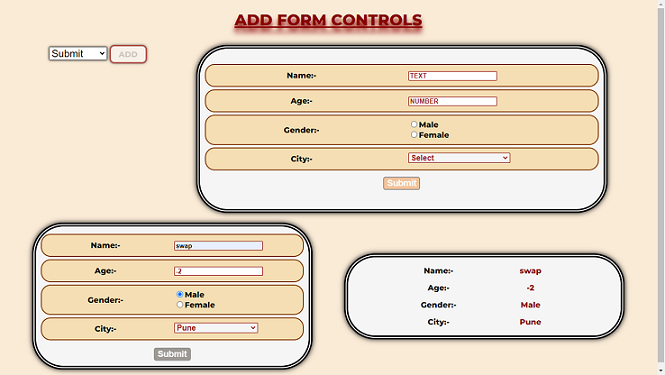 ADD FORM CONTROLS
Submit ADD
Name:- TEXT
Age:- NUMBER
Gender:- Male
Female
City:- Select
Submit
Name:- swap
Age:- -2
Gender:- Male
Female
City:- Pune
Submit
Name:- swap
Age:- -2
Gender:- Male
City:- Pune